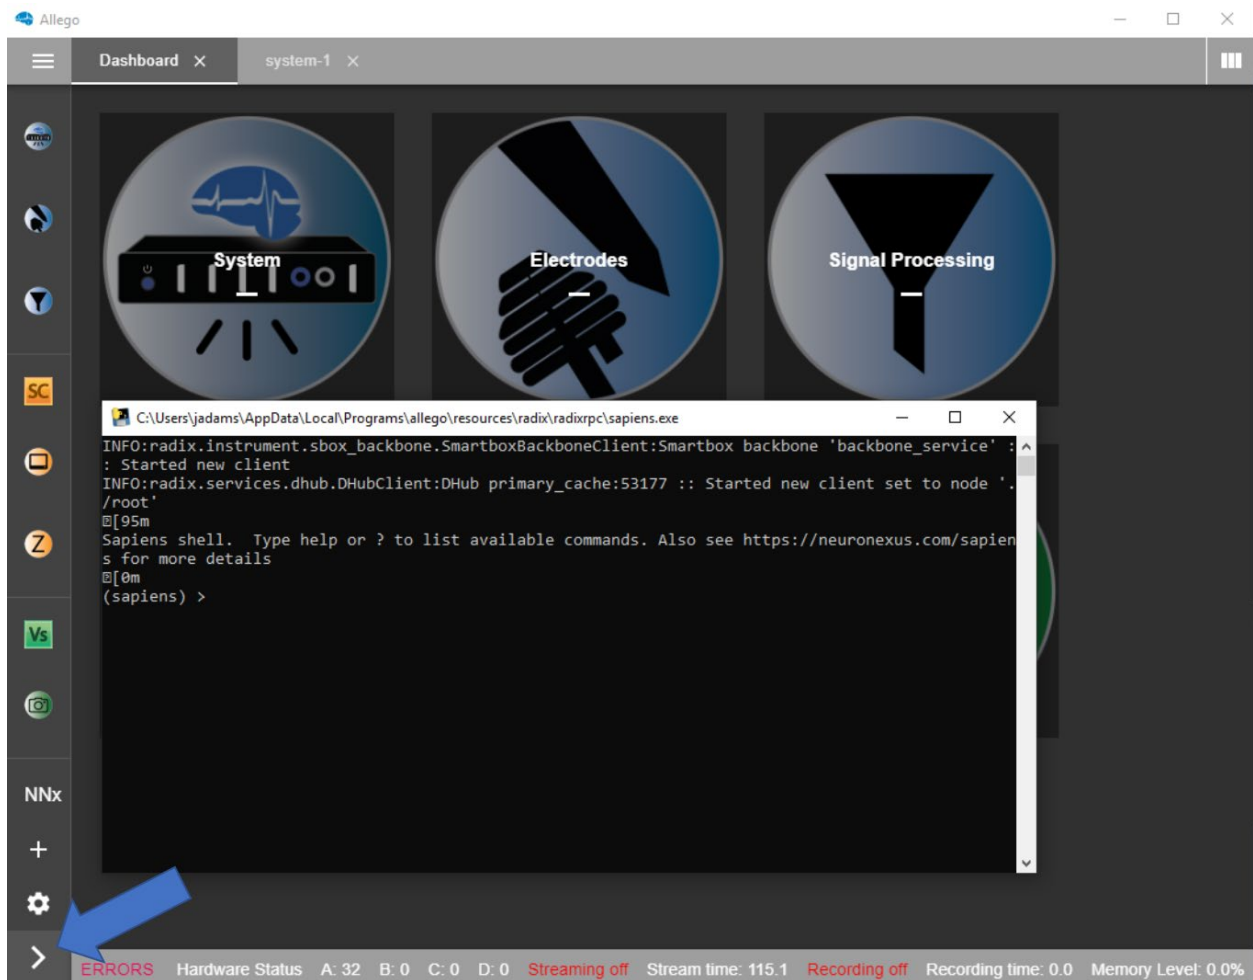 Allego
Dashboard
system-1
System
Electrodes
Signal Processing
SC
Z
Vs
NNx
C:\Users\jadams\AppData\Local\Programs\allego\resources\radix\radixrpc\sapiens.exe
INFO:radix.instrument.sbox_backbone.SmartboxBackboneClient:Smartbox backbone 'backbone_service' :
: Started new client
INFO:radix.services.dhub.DHubClient:DHub primary_cache:53177 :: Started new client set to node '.
/root'
[95m
Sapiens shell.  Type help or ? to list available commands. Also see https://neuronexus.com/sapien
s for more details
[0m
(sapiens) >
ERRORS Hardware Status A: 32 B: 0 C: 0 D: 0 Streaming off Stream time: 115.1 Recording off Recording time: 0.0 Memory Level: 0.0%